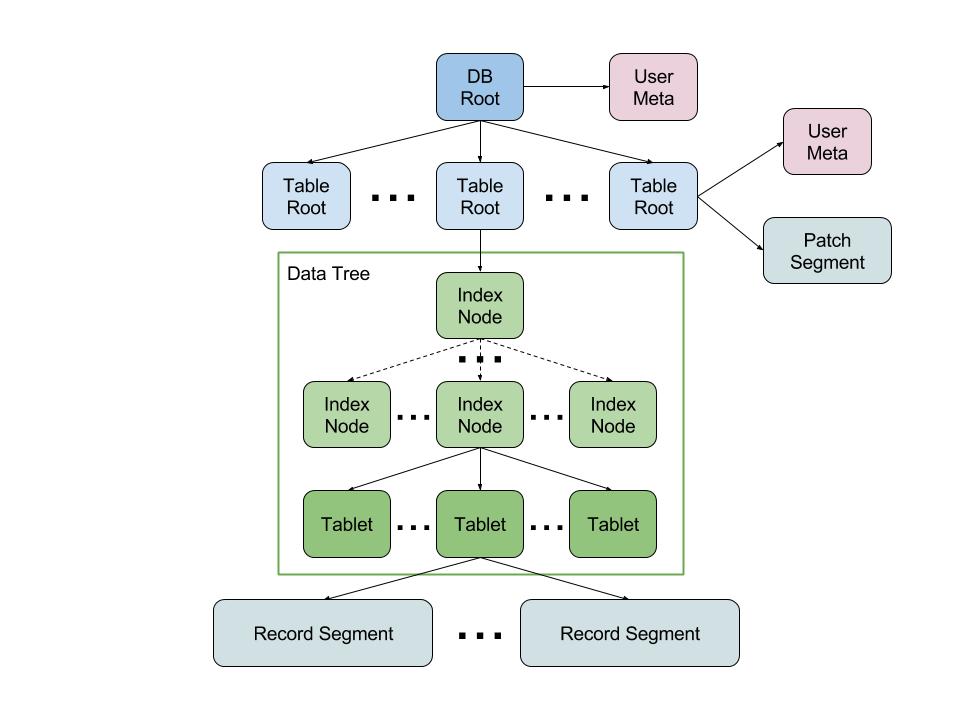 DB
Root
User
Meta
User
Meta
Table
Root
Table
Root
Table
Root
Patch
Segment
Data Tree
Index
Node
Index
Node
Index
Node
Index
Node
Tablet
Tablet
Tablet
Record Segment
Record Segment